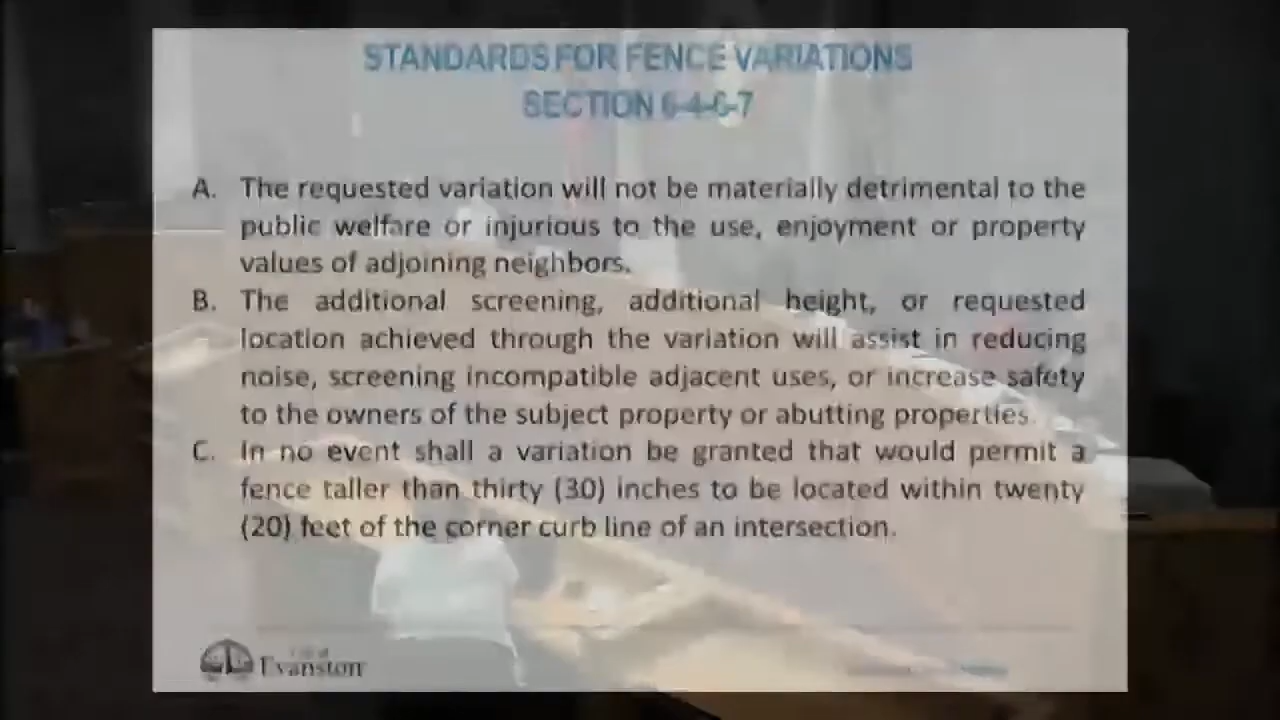 STANDARDS FOR FENCE VARIATIONS
SECTION 6-4-6-7
A. The requested variation will not be materially detrimental to the
public welfare or injurious to the use, enjoyment or property
values of adjoining neighbors.
B. The additional screening, additional height, or requested
location achieved through the variation will assist in reducing
noise, screening incompatible adjacent uses, or increase safety
to the owners of the subject property or abutting properties.
C. In no event shall a variation be granted that would permit a
fence taller than thirty (30) inches to be located within twenty
(20) feet of the corner curb line of an intersection.
City of
Evanston